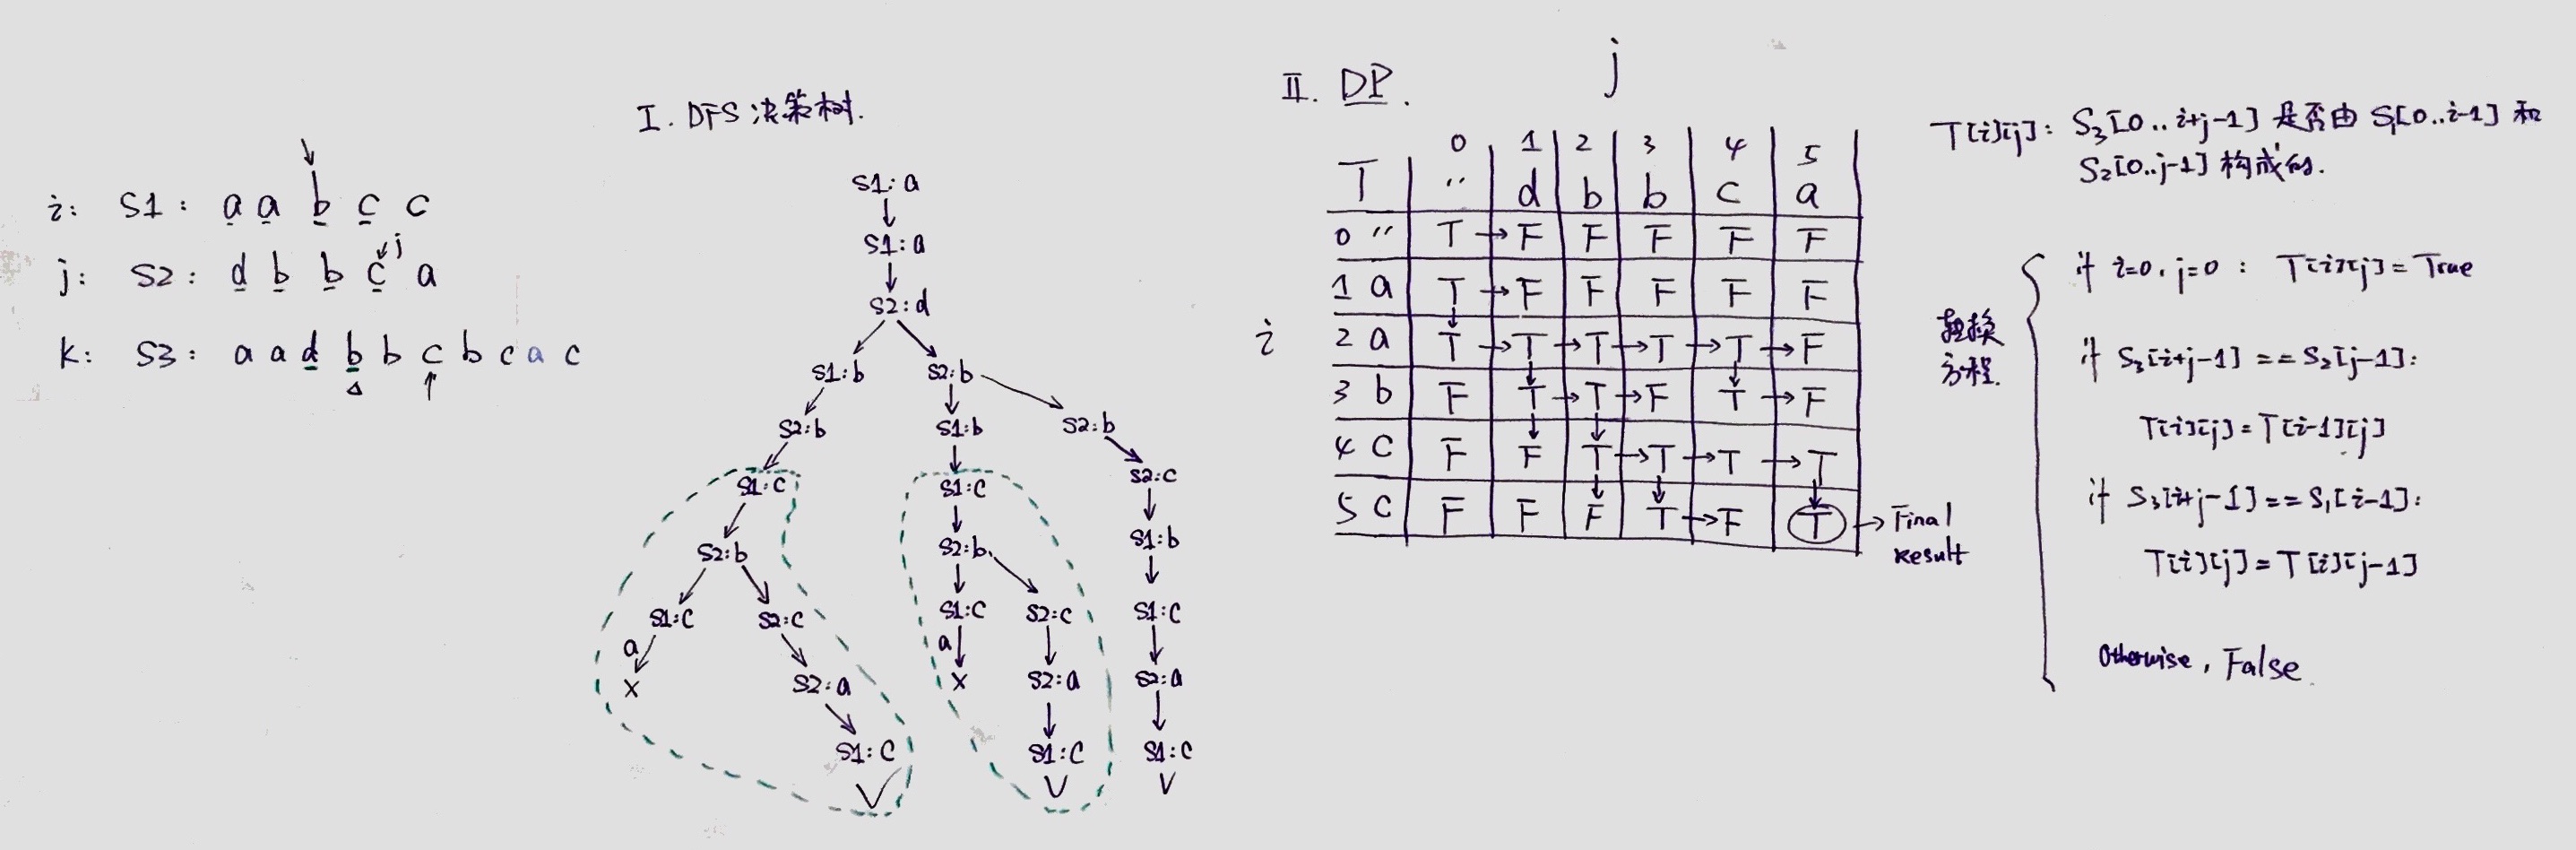 i: S1: a a b c c
j
j: S2: d b b c a
k: S3: a a d b b c b c a c
I. DFS 决策树.
S1:a
S1:a
S2:d
S1:b S2:b
S2:b S1:b S2:b
S1:c S1:c S2:c
S2:b S2:b S1:b
S1:c S2:c S1:c S2:c S1:c
a a
x S2:a x S2:a S2:a
S1:c S1:c S1:c
V V V
II. DP.
j
0 1 2 3 4 5
T '' d b b c a
0 '' T F F F F F
1 a T F F F F F
i
2 a T T T T T F
3 b F T T F T F
4 c F F T T T T
5 c F F F T F T
Final
result
T[i][j]: S3[0..i+j-1] 是否由 S1[0..i-1] 和
S2[0..j-1] 构成的.
转换
方程.
if i=0, j=0 : T[i][j] = True
if S3[i+j-1] == S2[j-1]:
T[i][j] = T[i-1][j]
if S3[i+j-1] == S1[i-1]:
T[i][j] = T[i][j-1]
Otherwise, False.